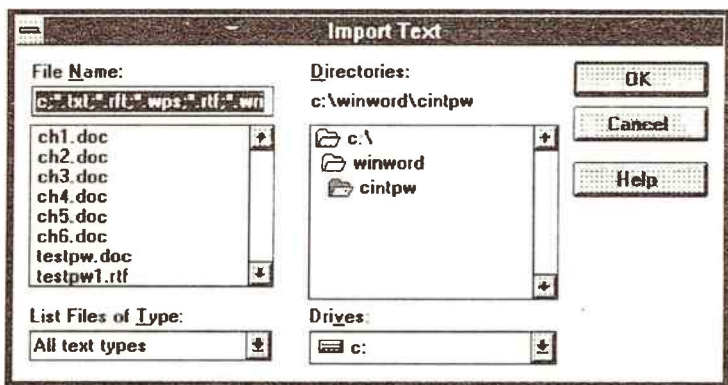 Import Text
File Name:
c;*.txt;*.rft;*.wps;*.rtf;*.wn
ch1.doc
ch2.doc
ch3.doc
ch4.doc
ch5.doc
ch6.doc
testpw.doc
testpw1.rtf
List Files of Type:
All text types
Directories:
c:\winword\cintpw
c:\
winword
cintpw
Drives:
c:
OK
Cancel
Help